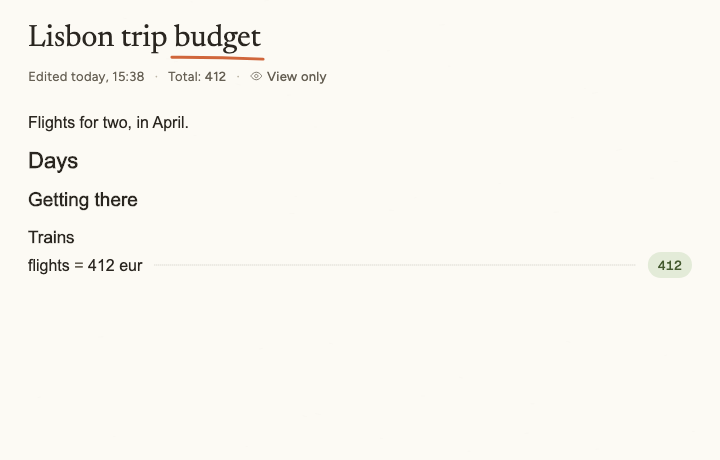 Lisbon trip budget
Edited today, 15:38 · Total: 412 · View only
Flights for two, in April.
Days
Getting there
Trains
flights = 412 eur 412